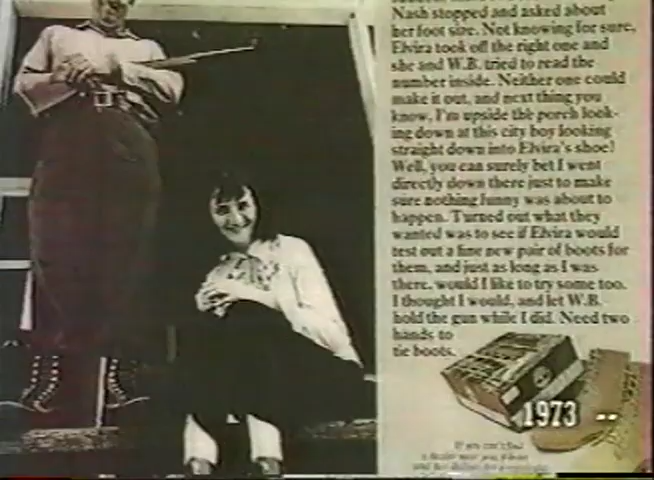 Nash stopped and asked about
her foot size. Not knowing for sure,
Elvira took off the right one and
she and W.B. tried to read the
number inside. Neither one could
make it out, and next thing you
know, I'm upside the porch look-
ing down at this city boy looking
straight down into Elvira's shoe!
Well, you can surely bet I went
directly down there just to make
sure nothing funny was about to
happen. Turned out what they
wanted was to see if Elvira would
test out a fine new pair of boots for
them, and just as long as I was
there, would I like to try some too.
I thought I would, and let W.B.
hold the gun while I did. Need two
hands to
tie boots.
1973 --
If you can't find